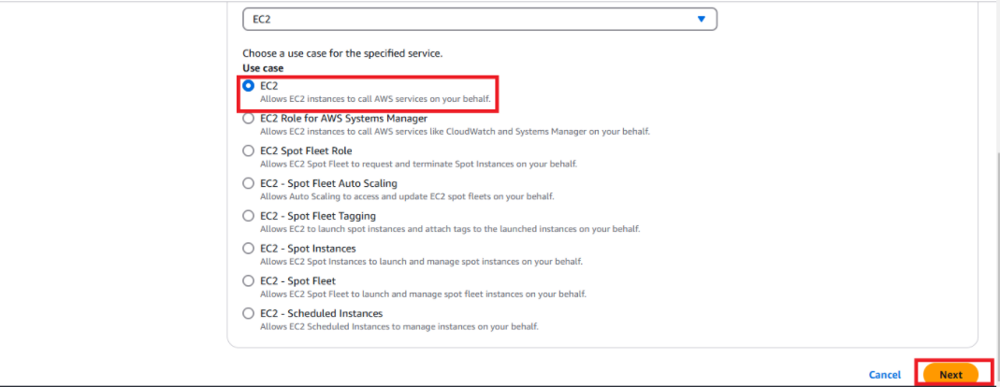 EC2
Choose a use case for the specified service.
Use case
EC2
Allows EC2 instances to call AWS services on your behalf.
EC2 Role for AWS Systems Manager
Allows EC2 instances to call AWS services like CloudWatch and Systems Manager on your behalf.
EC2 Spot Fleet Role
Allows EC2 Spot Fleet to request and terminate Spot Instances on your behalf.
EC2 - Spot Fleet Auto Scaling
Allows Auto Scaling to access and update EC2 spot fleets on your behalf.
EC2 - Spot Fleet Tagging
Allows EC2 to launch spot instances and attach tags to the launched instances on your behalf.
EC2 - Spot Instances
Allows EC2 Spot Instances to launch and manage spot instances on your behalf.
EC2 - Spot Fleet
Allows EC2 Spot Fleet to launch and manage spot fleet instances on your behalf.
EC2 - Scheduled Instances
Allows EC2 Scheduled Instances to manage instances on your behalf.
Cancel Next